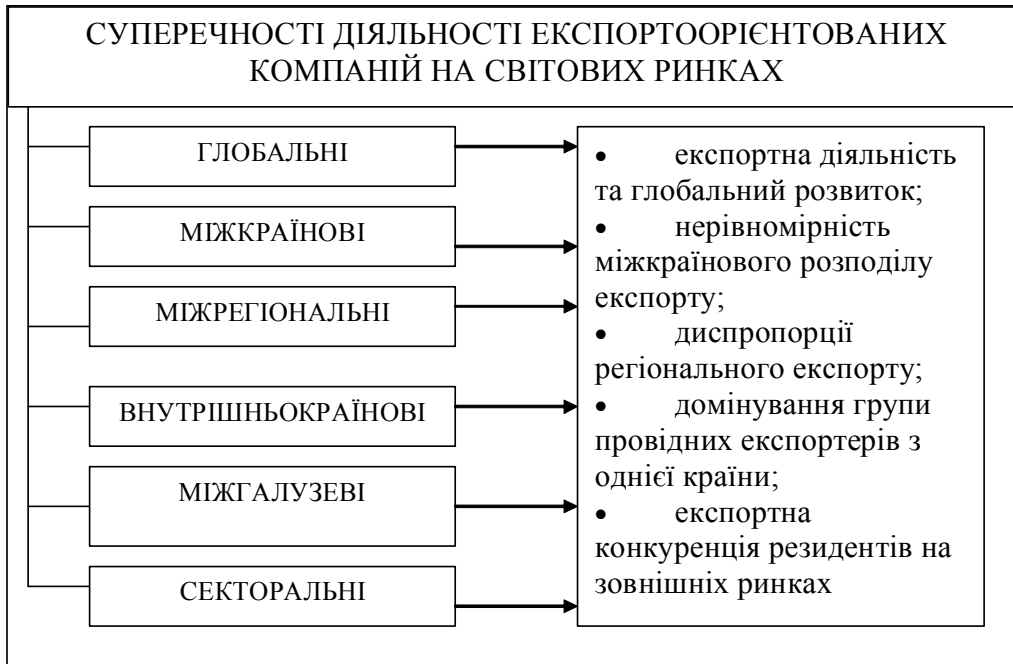 СУПЕРЕЧНОСТІ ДІЯЛЬНОСТІ ЕКСПОРТООРІЄНТОВАНИХ
КОМПАНІЙ НА СВІТОВИХ РИНКАХ
ГЛОБАЛЬНІ
МІЖКРАЇНОВІ
МІЖРЕГІОНАЛЬНІ
ВНУТРІШНЬОКРАЇНОВІ
МІЖГАЛУЗЕВІ
СЕКТОРАЛЬНІ
• експортна діяльність
та глобальний розвиток;
• нерівномірність
міжкраїнового розподілу
експорту;
• диспропорції
регіонального експорту;
• домінування групи
провідних експортерів з
однієї країни;
• експортна
конкуренція резидентів на
зовнішніх ринках